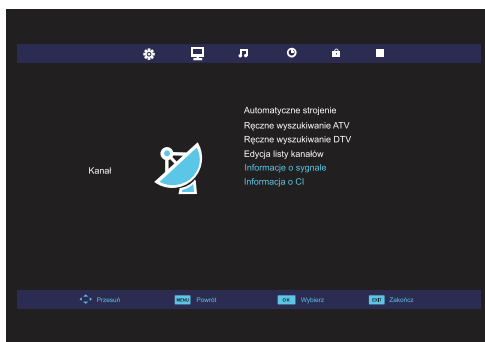 Automatyczne strojenie
Ręczne wyszukiwanie ATV
Ręczne wyszukiwanie DTV
Edycja listy kanałów
Informacje o sygnale
Informacja o CI
Kanał
Przesuń MENU Powrót OK Wybierz EXIT Zakończ